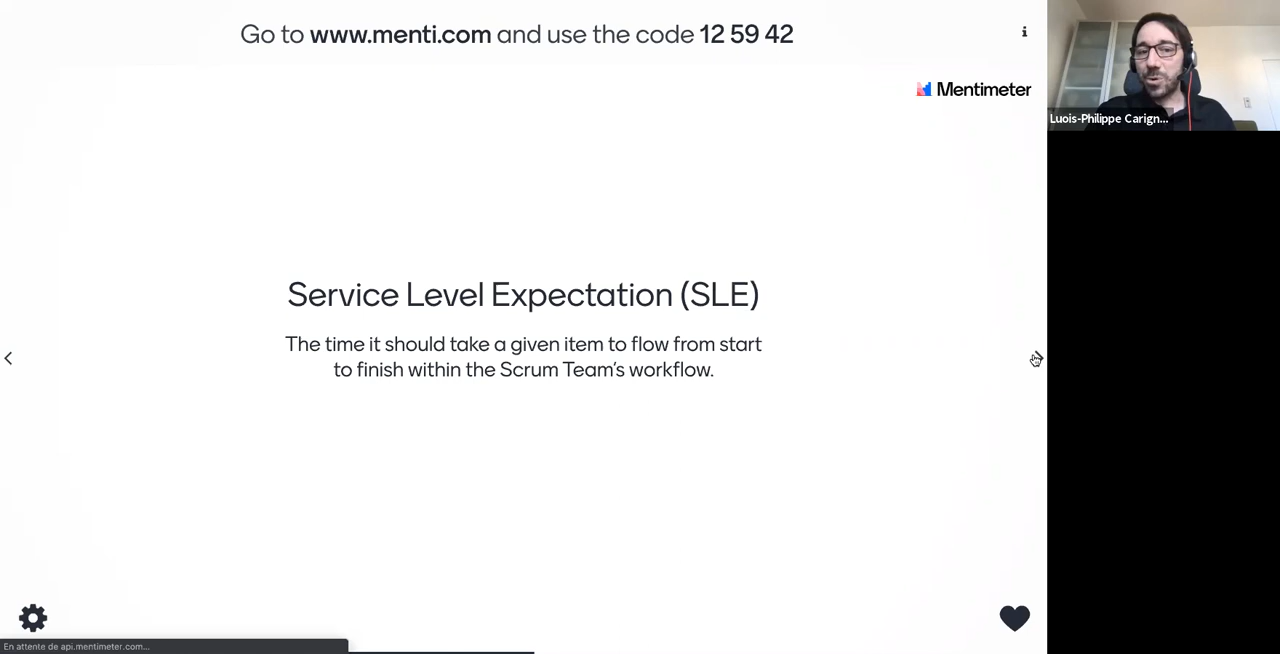 Go to www.menti.com and use the code 12 59 42
Mentimeter
Luois-Philippe Carign...
Service Level Expectation (SLE)
The time it should take a given item to flow from start
to finish within the Scrum Team's workflow.
En attente de api.mentimeter.com...